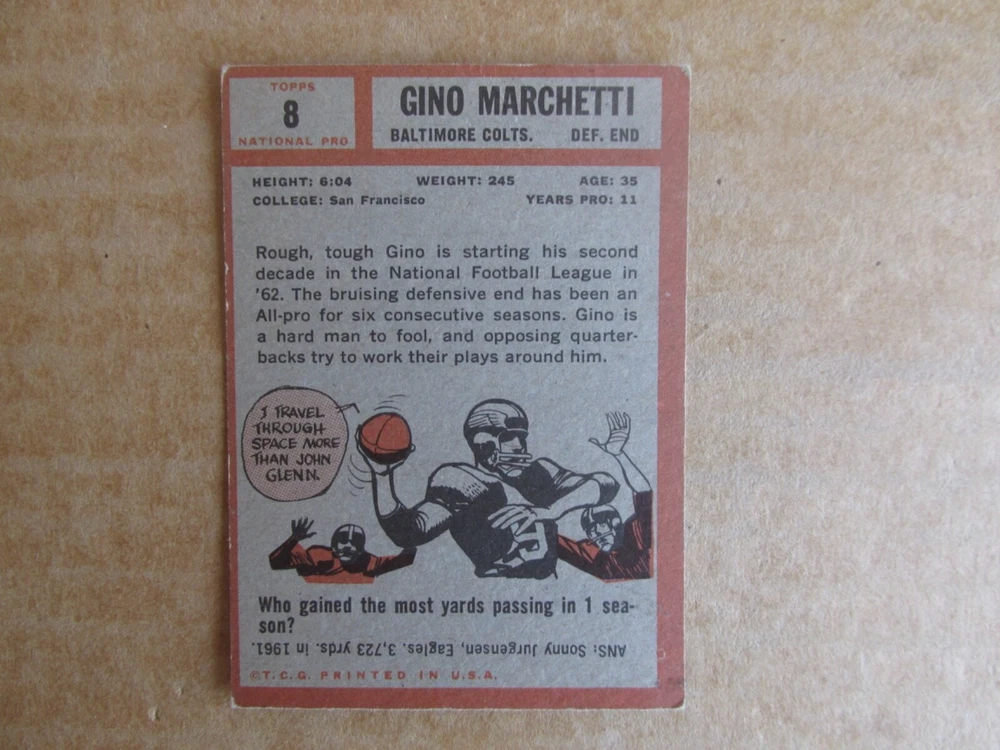 TOPPS
8
NATIONAL PRO
GINO MARCHETTI
BALTIMORE COLTS. DEF. END
HEIGHT: 6:04 WEIGHT: 245 AGE: 35
COLLEGE: San Francisco YEARS PRO: 11
Rough, tough Gino is starting his second
decade in the National Football League in
'62. The bruising defensive end has been an
All-pro for six consecutive seasons. Gino is
a hard man to fool, and opposing quarter-
backs try to work their plays around him.
I TRAVEL
THROUGH
SPACE MORE
THAN JOHN
GLENN.
Who gained the most yards passing in 1 sea-
son?
ANS: Sonny Jurgensen, Eagles. 3,723 yrds. in 1961.
©T.C.G. PRINTED IN U.S.A.